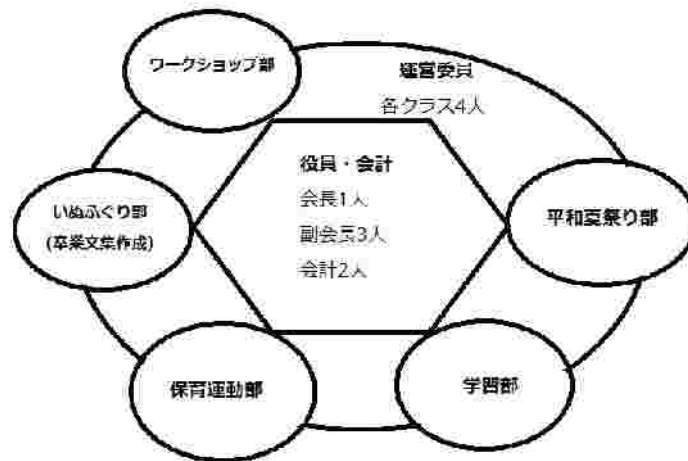 ワークショップ部
運営委員
各クラス4人
役員・会計
会長1人
副会長3人
会計2人
いぬふぐり部
(卒業文集作成)
平和夏祭り部
保育運動部
学習部